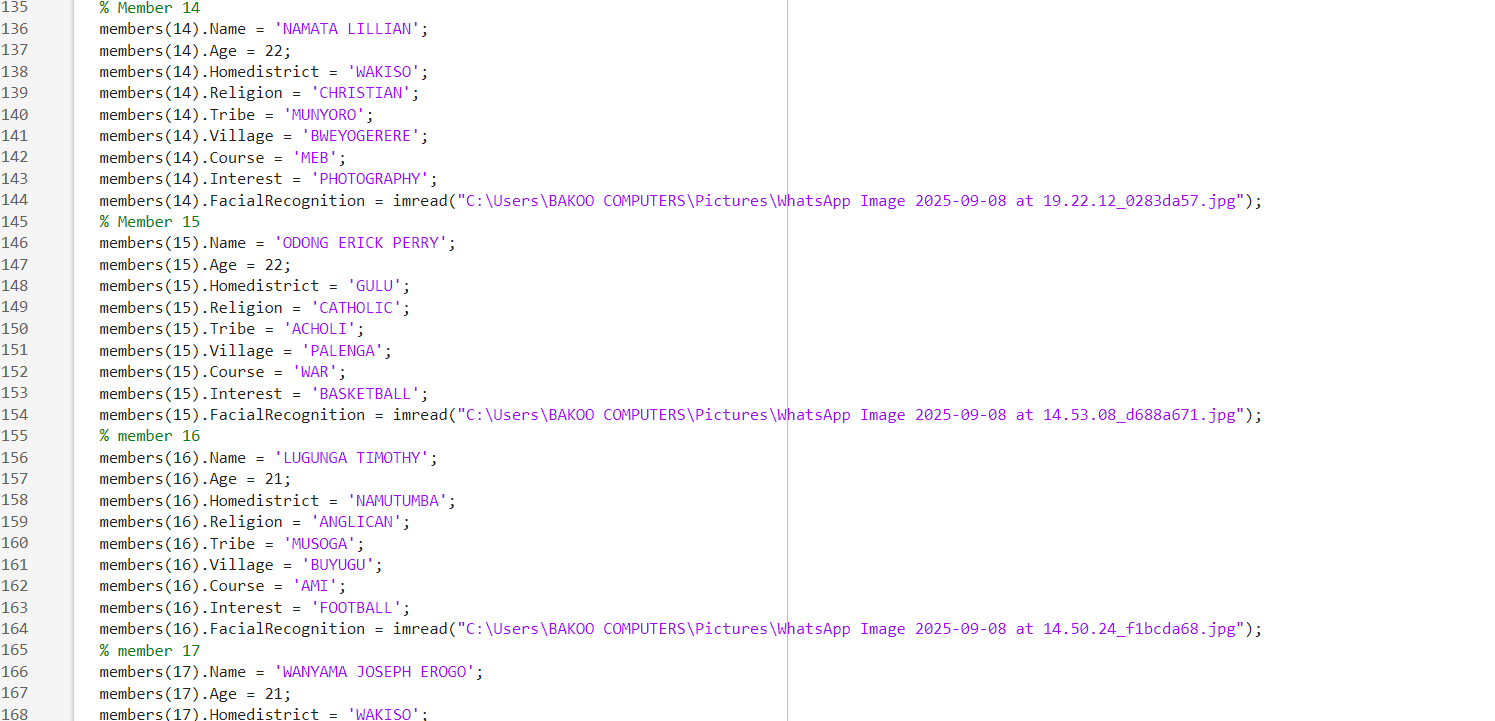 135 % Member 14
136 members(14).Name = 'NAMATA LILLIAN';
137 members(14).Age = 22;
138 members(14).Homedistrict = 'WAKISO';
139 members(14).Religion = 'CHRISTIAN';
140 members(14).Tribe = 'MUNYORO';
141 members(14).Village = 'BWEYOGERERE';
142 members(14).Course = 'MEB';
143 members(14).Interest = 'PHOTOGRAPHY';
144 members(14).FacialRecognition = imread("C:\Users\BAKOO COMPUTERS\Pictures\WhatsApp Image 2025-09-08 at 19.22.12_0283da57.jpg");
145 % Member 15
146 members(15).Name = 'ODONG ERICK PERRY';
147 members(15).Age = 22;
148 members(15).Homedistrict = 'GULU';
149 members(15).Religion = 'CATHOLIC';
150 members(15).Tribe = 'ACHOLI';
151 members(15).Village = 'PALENGA';
152 members(15).Course = 'WAR';
153 members(15).Interest = 'BASKETBALL';
154 members(15).FacialRecognition = imread("C:\Users\BAKOO COMPUTERS\Pictures\WhatsApp Image 2025-09-08 at 14.53.08_d688a671.jpg");
155 % member 16
156 members(16).Name = 'LUGUNGA TIMOTHY';
157 members(16).Age = 21;
158 members(16).Homedistrict = 'NAMUTUMBA';
159 members(16).Religion = 'ANGLICAN';
160 members(16).Tribe = 'MUSOGA';
161 members(16).Village = 'BUYUGU';
162 members(16).Course = 'AMI';
163 members(16).Interest = 'FOOTBALL';
164 members(16).FacialRecognition = imread("C:\Users\BAKOO COMPUTERS\Pictures\WhatsApp Image 2025-09-08 at 14.50.24_f1bcda68.jpg");
165 % member 17
166 members(17).Name = 'WANYAMA JOSEPH EROGO';
167 members(17).Age = 21;
168 members(17).Homedistrict = 'WAKISO';